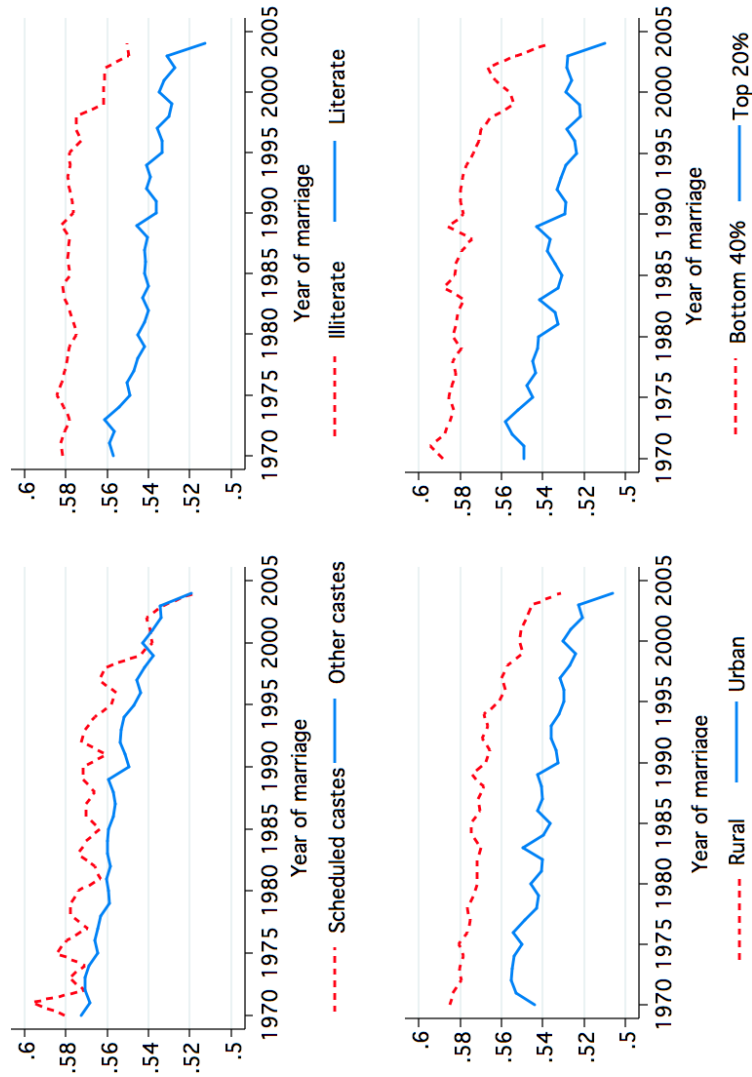 .6
.58
.56
.54
.52
.5
1970 1975 1980 1985 1990 1995 2000 2005
Year of marriage
Scheduled castes Other castes
.6
.58
.56
.54
.52
.5
1970 1975 1980 1985 1990 1995 2000 2005
Year of marriage
Illiterate Literate
.6
.58
.56
.54
.52
.5
1970 1975 1980 1985 1990 1995 2000 2005
Year of marriage
Rural Urban
.6
.58
.56
.54
.52
.5
1970 1975 1980 1985 1990 1995 2000 2005
Year of marriage
Bottom 40% Top 20%